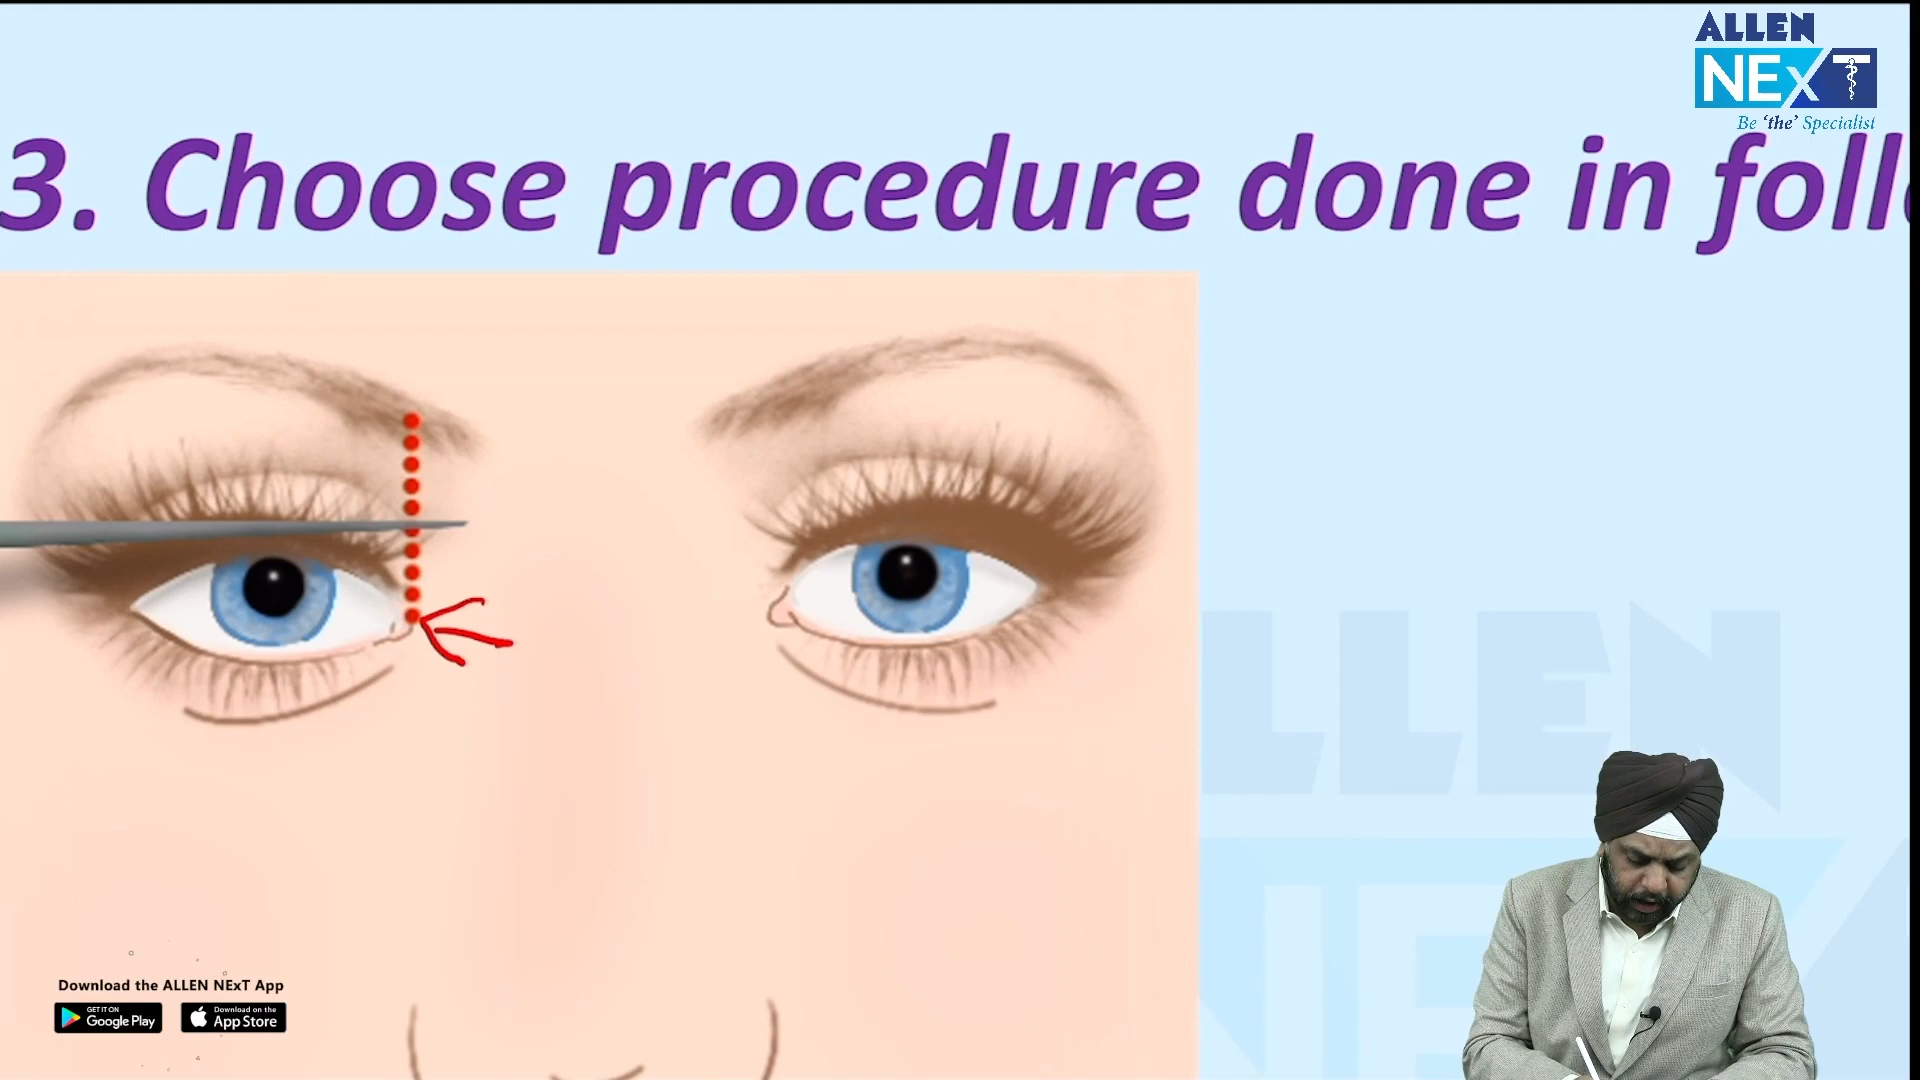 ALLEN
NEXT
Be 'the' Specialist
3. Choose procedure done in
ALLEN
Download the ALLEN NExT App
GET IT ON
Google Play
Download on the
App Store